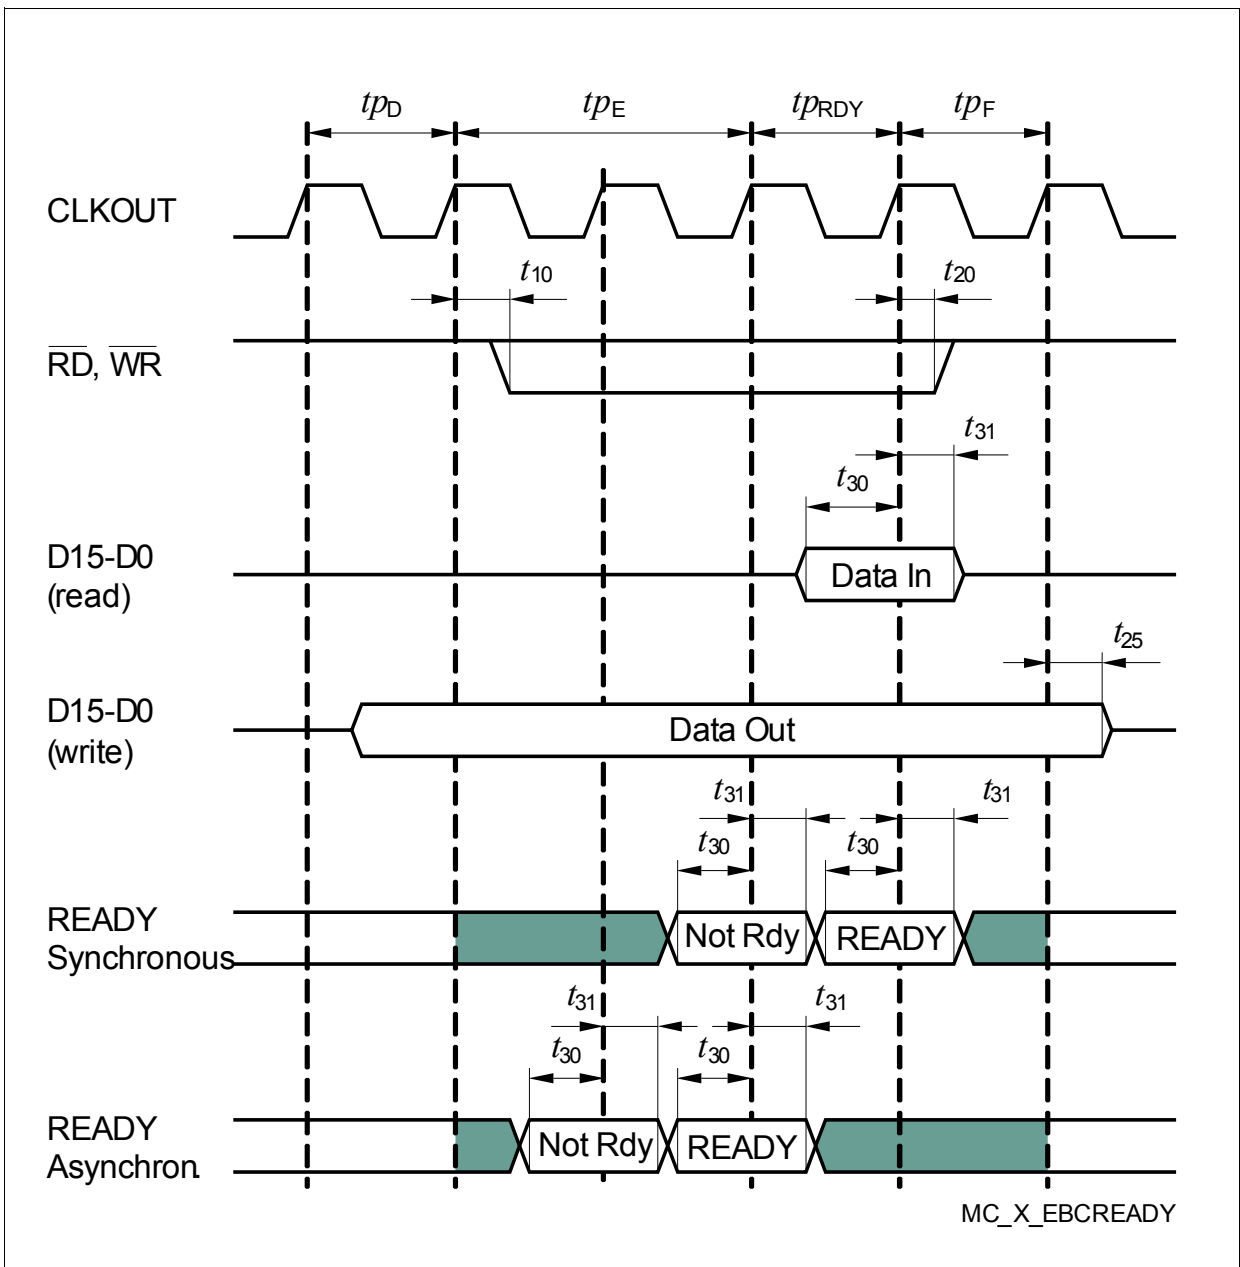 tpD tpE tpRDY tpF
CLKOUT
t10 t20
RD, WR
t31
t30
D15-D0
(read)
Data In
t25
D15-D0
(write)
Data Out
t31 t31
t30 t30
READY
Synchronous
Not Rdy READY
t31 t31
t30 t30
READY
Asynchron.
Not Rdy READY
MC_X_EBCREADY